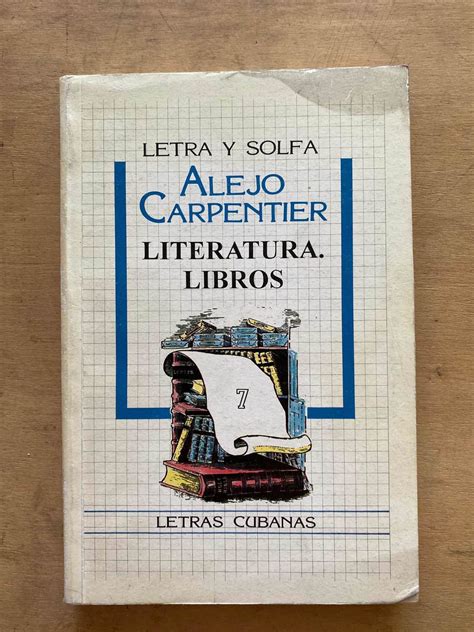 LETRA Y SOLFA
ALEJO
CARPENTIER
LITERATURA.
LIBROS
7
LETRAS CUBANAS